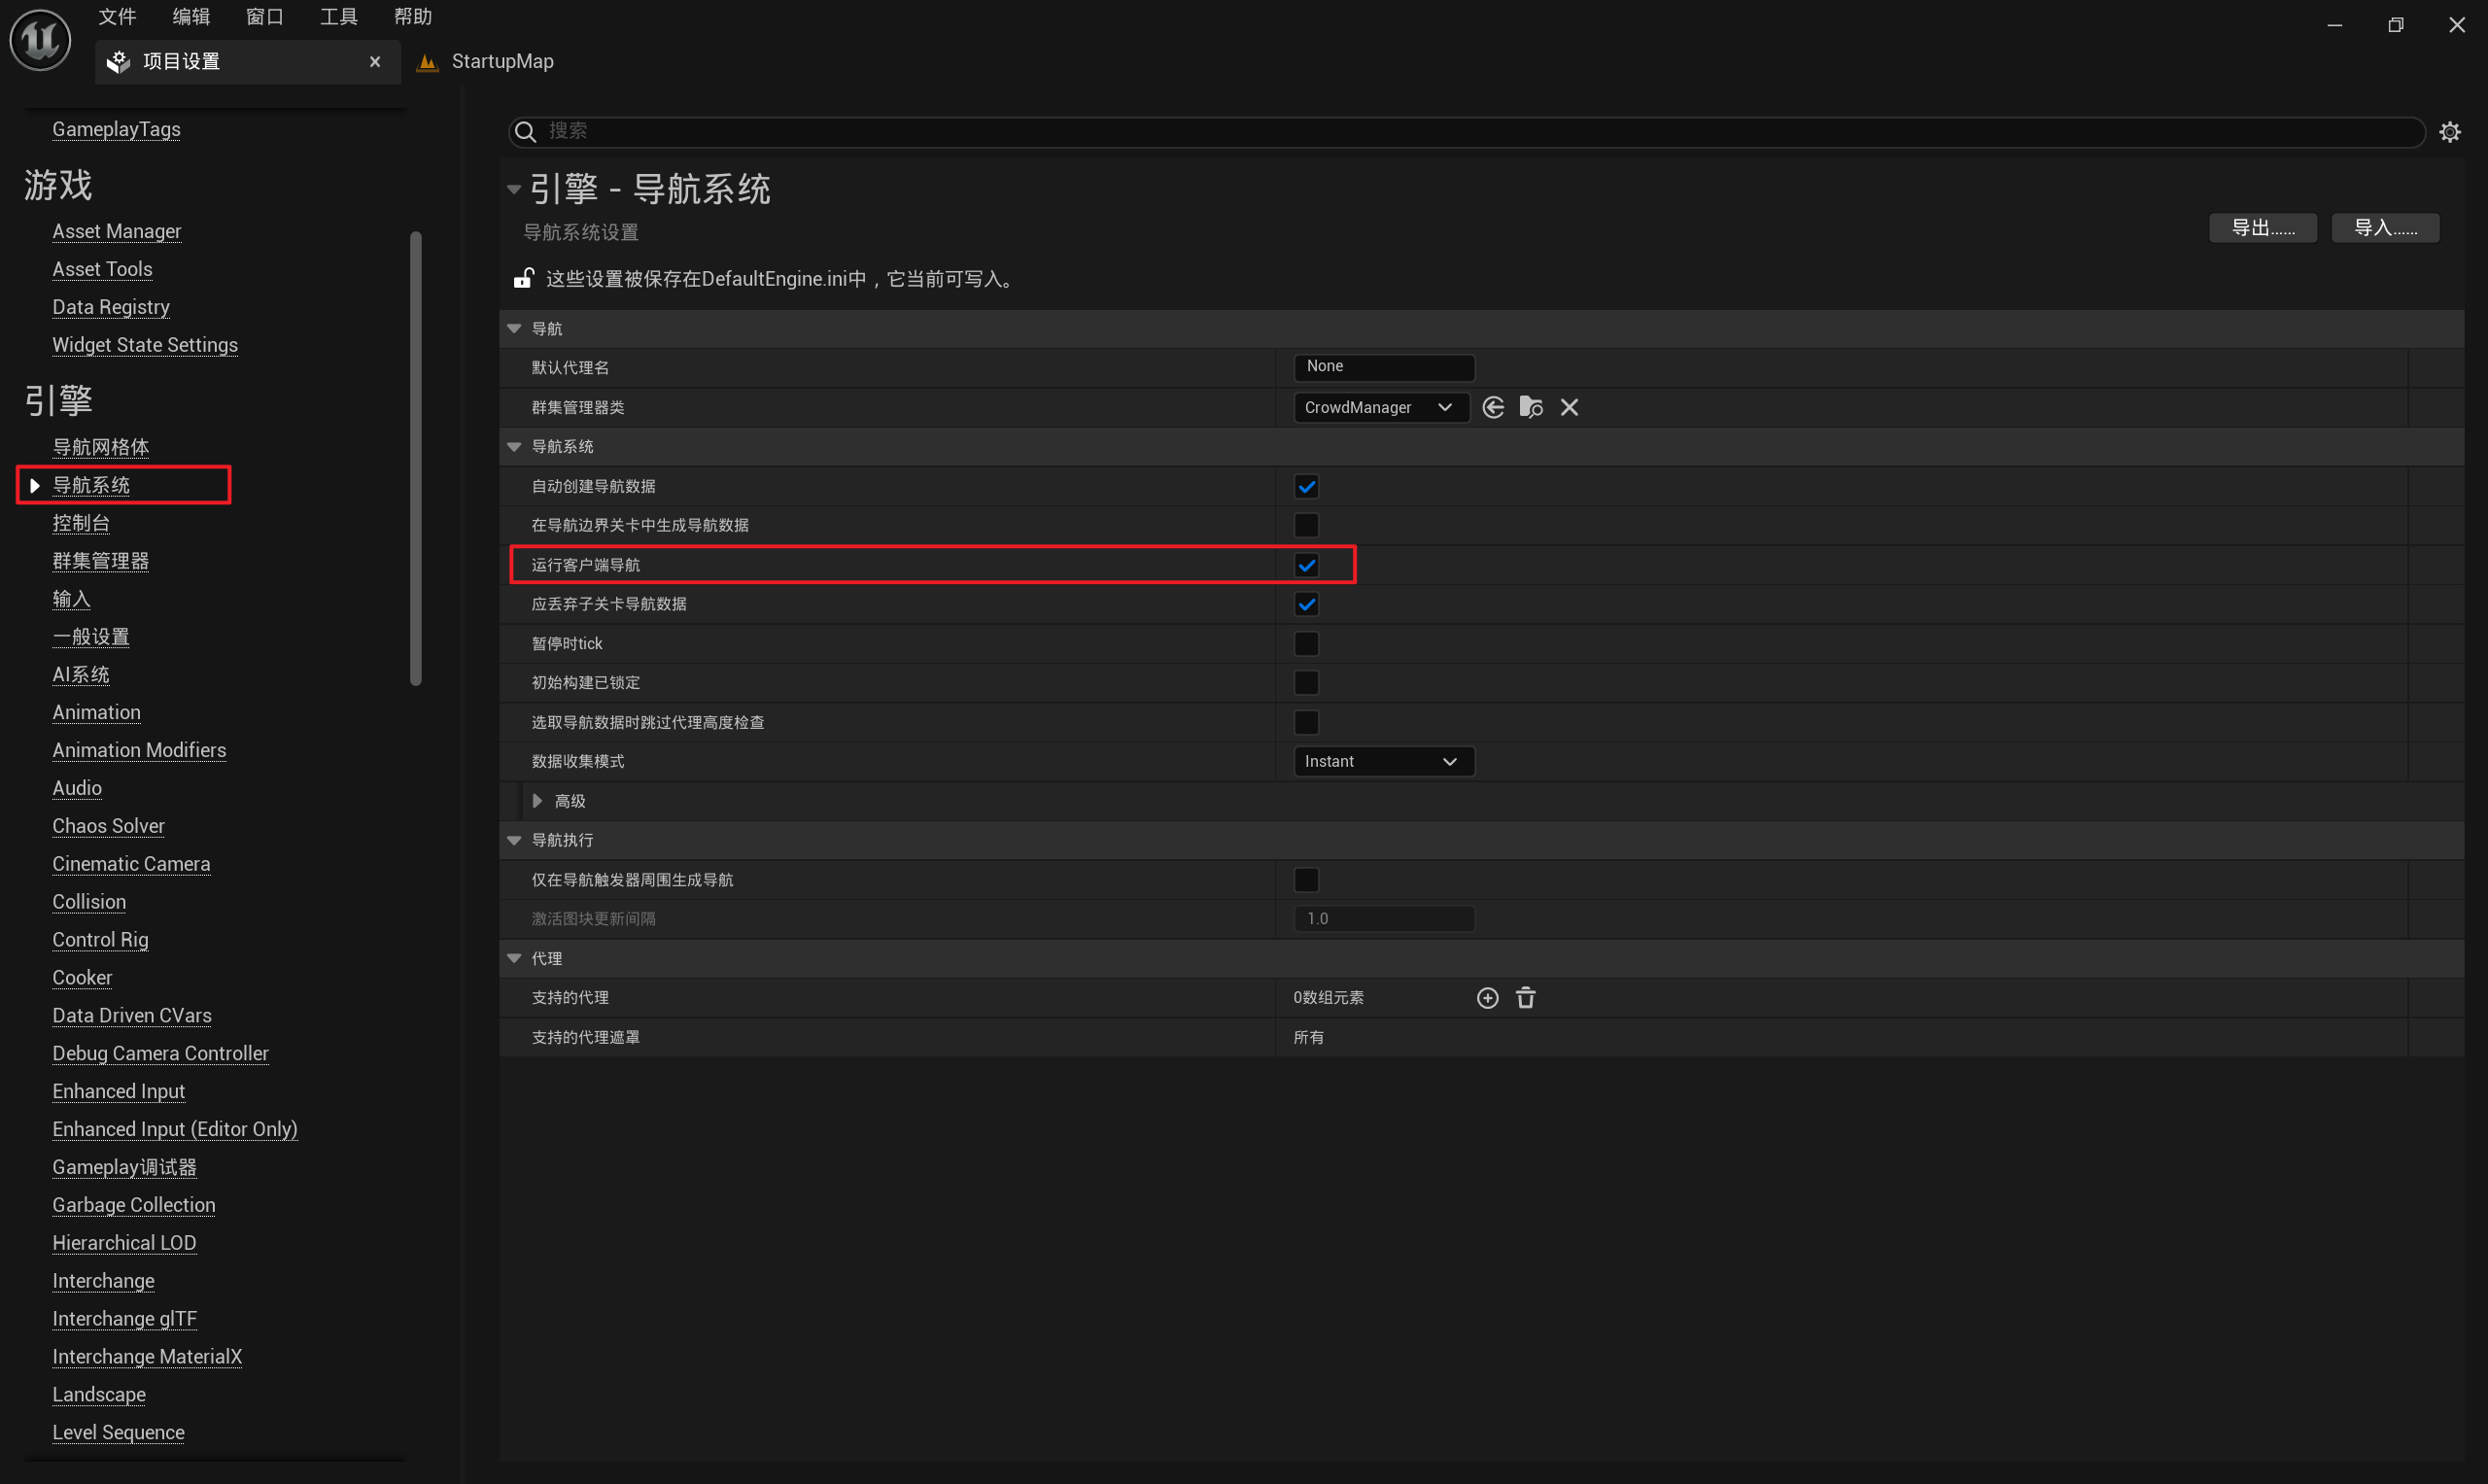 文件 编辑 窗口 工具 帮助
项目设置
StartupMap
GameplayTags
游戏
Asset Manager
Asset Tools
Data Registry
Widget State Settings
引擎
导航网格体
导航系统
控制台
群集管理器
输入
一般设置
AI系统
Animation
Animation Modifiers
Audio
Chaos Solver
Cinematic Camera
Collision
Control Rig
Cooker
Data Driven CVars
Debug Camera Controller
Enhanced Input
Enhanced Input (Editor Only)
Gameplay调试器
Garbage Collection
Hierarchical LOD
Interchange
Interchange glTF
Interchange MaterialX
Landscape
Level Sequence
搜索
引擎 - 导航系统
导航系统设置
导出...... 导入......
这些设置被保存在DefaultEngine.ini中，它当前可写入。
导航
默认代理名 None
群集管理器类 CrowdManager
导航系统
自动创建导航数据
在导航边界关卡中生成导航数据
运行客户端导航
应丢弃子关卡导航数据
暂停时tick
初始构建已锁定
选取导航数据时跳过代理高度检查
数据收集模式 Instant
高级
导航执行
仅在导航触发器周围生成导航
激活图块更新间隔 1.0
代理
支持的代理 0数组元素
支持的代理遮罩 所有